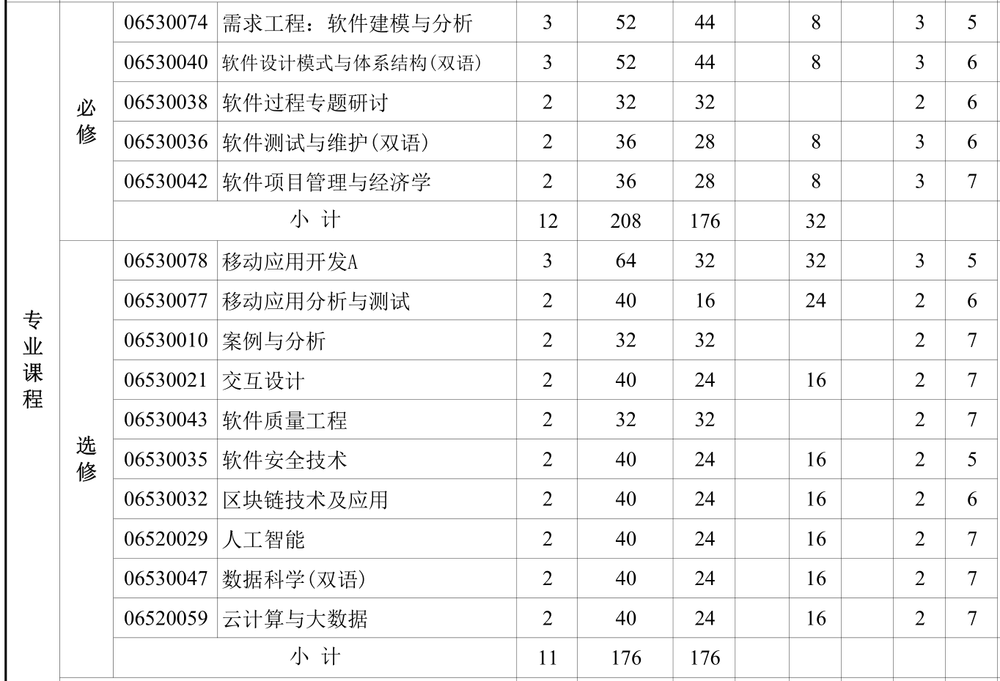 专业课程
必修
06530074 需求工程：软件建模与分析 3 52 44 8 3 5
06530040 软件设计模式与体系结构(双语) 3 52 44 8 3 6
06530038 软件过程专题研讨 2 32 32 2 6
06530036 软件测试与维护(双语) 2 36 28 8 3 6
06530042 软件项目管理与经济学 2 36 28 8 3 7
小 计 12 208 176 32
选修
06530078 移动应用开发A 3 64 32 32 3 5
06530077 移动应用分析与测试 2 40 16 24 2 6
06530010 案例与分析 2 32 32 2 7
06530021 交互设计 2 40 24 16 2 7
06530043 软件质量工程 2 32 32 2 7
06530035 软件安全技术 2 40 24 16 2 5
06530032 区块链技术及应用 2 40 24 16 2 6
06520029 人工智能 2 40 24 16 2 7
06530047 数据科学(双语) 2 40 24 16 2 7
06520059 云计算与大数据 2 40 24 16 2 7
小 计 11 176 176